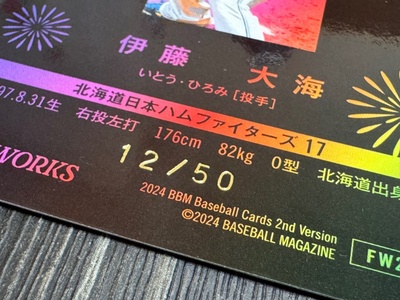 伊藤 大海
いとう・ひろみ [投手]
北海道日本ハムファイターズ 17
97.8.31生 右投左打 176cm 82kg O型 北海道出身
WORKS
12/50
2024 BBM Baseball Cards 2nd Version
©2024 BASEBALL MAGAZINE
FW2